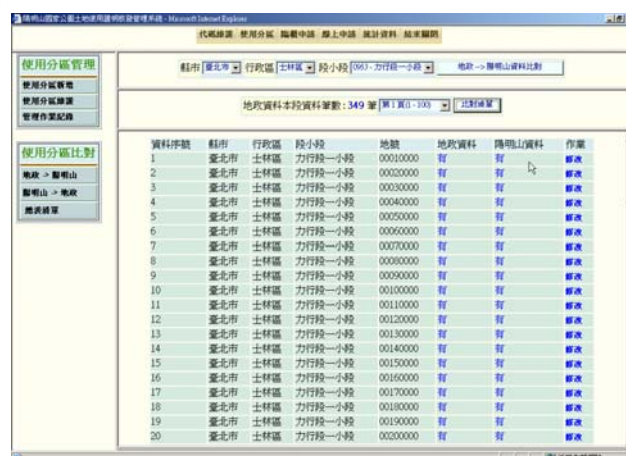 陽明山國家公園土地使用證明核發管理系統 - Microsoft Internet Explorer
代碼維護 使用分區 臨櫃申請 線上申請 統計資料 結束關閉
使用分區管理
使用分區新增
使用分區維護
管理作業紀錄
使用分區比對
地政 -> 陽明山
陽明山 -> 地政
總表清單
縣市 臺北市 行政區 士林區 段小段 0063 - 力行段一小段 地政 --> 陽明山資料比對
地政資料本段資料筆數 : 349 筆 第 1 頁(1 - 100) 比對清單
資料序號 縣市 行政區 段小段 地號 地政資料 陽明山資料 作業
1 臺北市 士林區 力行段一小段 00010000 有 有 修改
2 臺北市 士林區 力行段一小段 00020000 有 有 修改
3 臺北市 士林區 力行段一小段 00030000 有 有 修改
4 臺北市 士林區 力行段一小段 00040000 有 有 修改
5 臺北市 士林區 力行段一小段 00050000 有 有 修改
6 臺北市 士林區 力行段一小段 00060000 有 有 修改
7 臺北市 士林區 力行段一小段 00070000 有 有 修改
8 臺北市 士林區 力行段一小段 00080000 有 有 修改
9 臺北市 士林區 力行段一小段 00090000 有 有 修改
10 臺北市 士林區 力行段一小段 00100000 有 有 修改
11 臺北市 士林區 力行段一小段 00110000 有 有 修改
12 臺北市 士林區 力行段一小段 00120000 有 有 修改
13 臺北市 士林區 力行段一小段 00130000 有 有 修改
14 臺北市 士林區 力行段一小段 00140000 有 有 修改
15 臺北市 士林區 力行段一小段 00150000 有 有 修改
16 臺北市 士林區 力行段一小段 00160000 有 有 修改
17 臺北市 士林區 力行段一小段 00170000 有 有 修改
18 臺北市 士林區 力行段一小段 00180000 有 有 修改
19 臺北市 士林區 力行段一小段 00190000 有 有 修改
20 臺北市 士林區 力行段一小段 00200000 有 有 修改